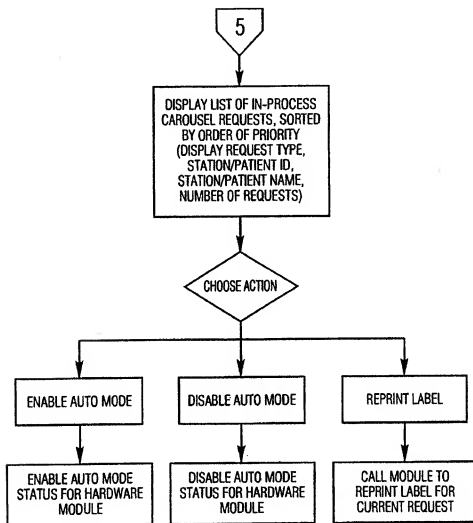 5
DISPLAY LIST OF IN-PROCESS
CAROUSEL REQUESTS, SORTED
BY ORDER OF PRIORITY
(DISPLAY REQUEST TYPE,
STATION/PATIENT ID,
STATION/PATIENT NAME,
NUMBER OF REQUESTS)
CHOOSE ACTION
ENABLE AUTO MODE
DISABLE AUTO MODE
REPRINT LABEL
ENABLE AUTO MODE
STATUS FOR HARDWARE
MODULE
DISABLE AUTO MODE
STATUS FOR HARDWARE
MODULE
CALL MODULE TO
REPRINT LABEL FOR
CURRENT REQUEST